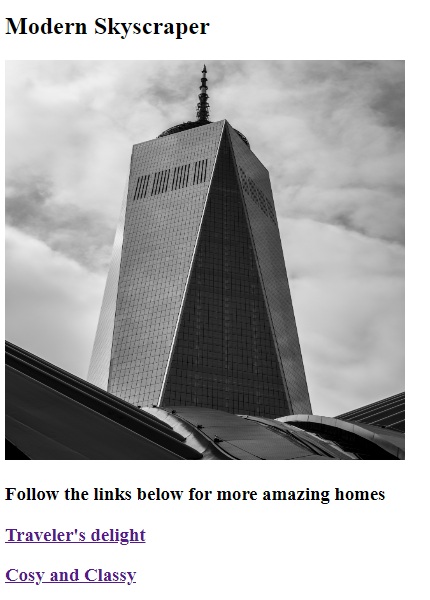 Modern Skyscraper
Follow the links below for more amazing homes
Traveler's delight
Cosy and Classy